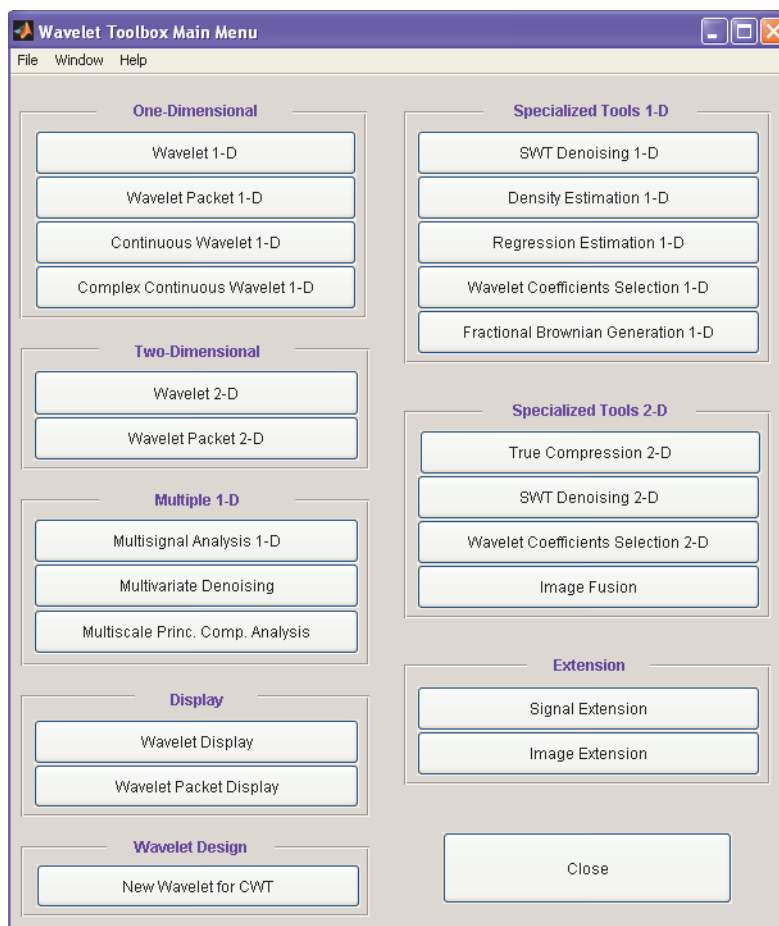 Wavelet Toolbox Main Menu
File Window Help
One-Dimensional
Wavelet 1-D
Wavelet Packet 1-D
Continuous Wavelet 1-D
Complex Continuous Wavelet 1-D
Two-Dimensional
Wavelet 2-D
Wavelet Packet 2-D
Multiple 1-D
Multisignal Analysis 1-D
Multivariate Denoising
Multiscale Princ. Comp. Analysis
Display
Wavelet Display
Wavelet Packet Display
Wavelet Design
New Wavelet for CWT
Specialized Tools 1-D
SWT Denoising 1-D
Density Estimation 1-D
Regression Estimation 1-D
Wavelet Coefficients Selection 1-D
Fractional Brownian Generation 1-D
Specialized Tools 2-D
True Compression 2-D
SWT Denoising 2-D
Wavelet Coefficients Selection 2-D
Image Fusion
Extension
Signal Extension
Image Extension
Close